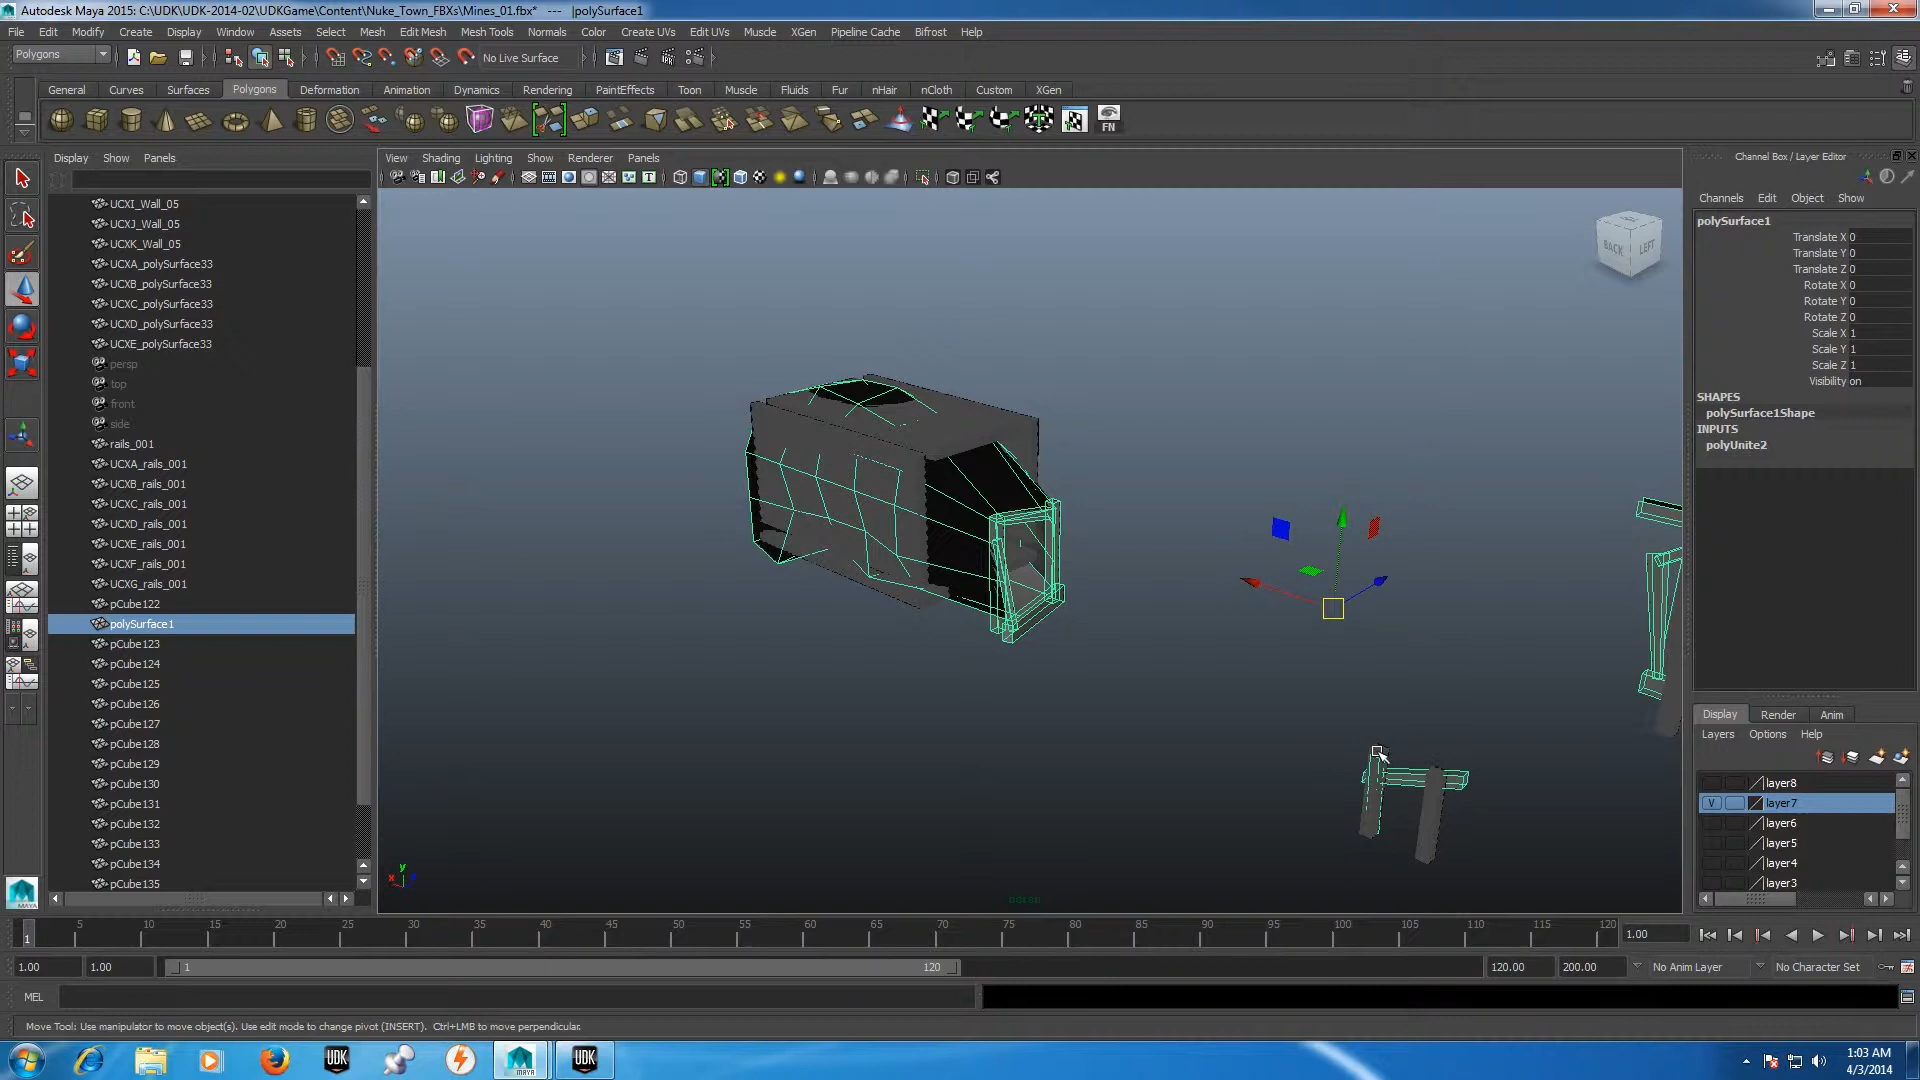 Autodesk Maya 2015: C:\UDK\UDK-2014-02\UDKGame\Content\Nuke_Town_FBXs\Mines_01.fbx* --- |polySurface1
File Edit Modify Create Display Window Assets Select Mesh Edit Mesh Mesh Tools Normals Color Create UVs Edit UVs Muscle XGen Pipeline Cache Bifrost Help
Polygons No Live Surface
General Curves Surfaces Polygons Deformation Animation Dynamics Rendering PaintEffects Toon Muscle Fluids Fur nHair nCloth Custom XGen
FN
Display Show Panels
View Shading Lighting Show Renderer Panels
Channel Box / Layer Editor
Channels Edit Object Show
UCXI_Wall_05
UCXJ_Wall_05
UCXK_Wall_05
UCXA_polySurface33
UCXB_polySurface33
UCXC_polySurface33
UCXD_polySurface33
UCXE_polySurface33
persp
top
front
side
rails_001
UCXA_rails_001
UCXB_rails_001
UCXC_rails_001
UCXD_rails_001
UCXE_rails_001
UCXF_rails_001
UCXG_rails_001
pCube122
polySurface1
pCube123
pCube124
pCube125
pCube126
pCube127
pCube128
pCube129
pCube130
pCube131
pCube132
pCube133
pCube134
pCube135
BACK LEFT
y
x
persp
polySurface1
Translate X 0
Translate Y 0
Translate Z 0
Rotate X 0
Rotate Y 0
Rotate Z 0
Scale X 1
Scale Y 1
Scale Z 1
Visibility on
SHAPES
polySurface1Shape
INPUTS
polyUnite2
Display Render Anim
Layers Options Help
layer8
V layer7
layer6
layer5
layer4
layer3
1 5 10 15 20 25 30 35 40 45 50 55 60 65 70 75 80 85 90 95 100 105 110 115 120 1.00
1.00 1.00 1 120 120.00 200.00 No Anim Layer No Character Set
MEL
Move Tool: Use manipulator to move object(s). Use edit mode to change pivot (INSERT). Ctrl+LMB to move perpendicular.
UDK MAYA UDK
1:03 AM
4/3/2014